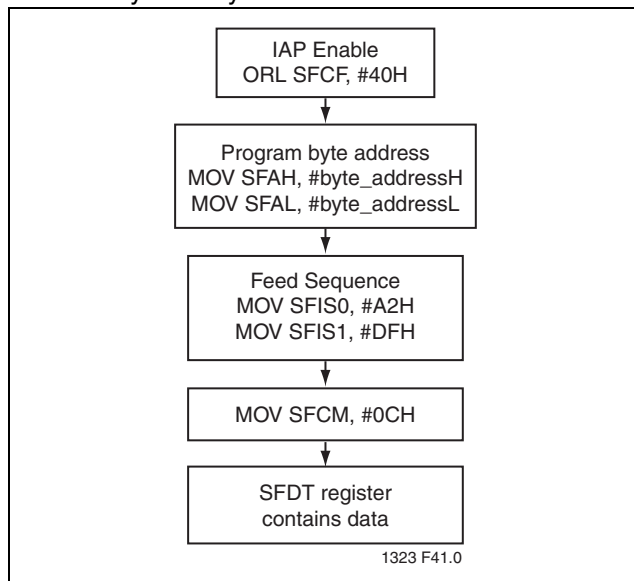 IAP Enable
ORL SFCF, #40H
Program byte address
MOV SFAH, #byte_addressH
MOV SFAL, #byte_addressL
Feed Sequence
MOV SFIS0, #A2H
MOV SFIS1, #DFH
MOV SFCM, #0CH
SFDT register
contains data
1323 F41.0